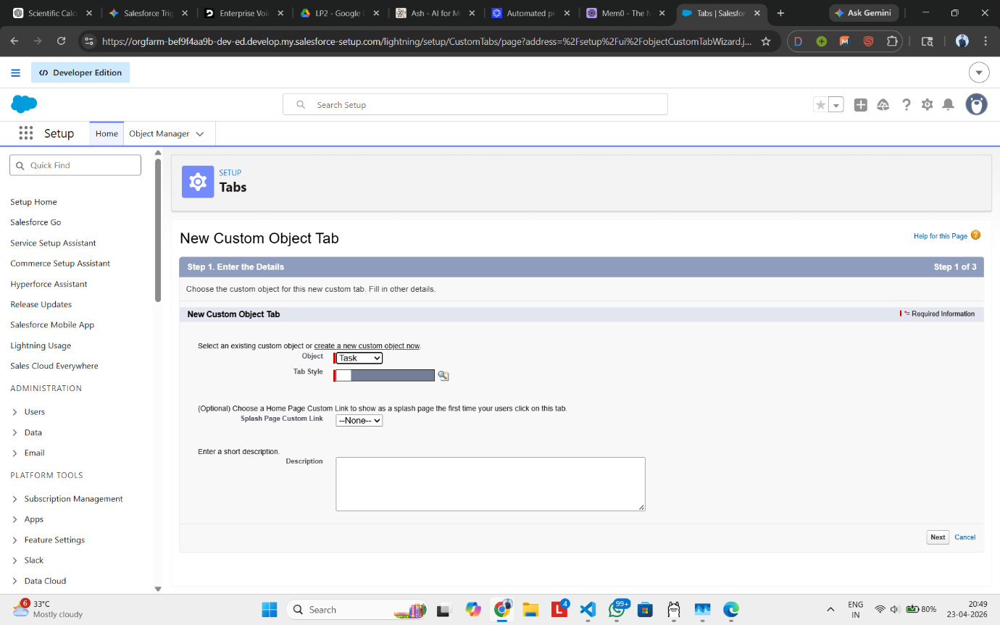 Scientific Calc
Salesforce Trig
Enterprise Voi
LP2 - Google
Ash - AI for M
Automated p
Mem0 - The
Tabs | Salesfor
Ask Gemini
https://orgfarm-bef9f4aa9b-dev-ed.develop.my.salesforce-setup.com/lightning/setup/CustomTabs/page?address=%2Fsetup%2Fui%2FobjectCustomTabWizard.j...
Developer Edition
Search Setup
Setup
Home
Object Manager
Quick Find
Setup Home
Salesforce Go
Service Setup Assistant
Commerce Setup Assistant
Hyperforce Assistant
Release Updates
Salesforce Mobile App
Lightning Usage
Sales Cloud Everywhere
ADMINISTRATION
Users
Data
Email
PLATFORM TOOLS
Subscription Management
Apps
Feature Settings
Slack
Data Cloud
SETUP
Tabs
New Custom Object Tab
Help for this Page
Step 1. Enter the Details
Step 1 of 3
Choose the custom object for this new custom tab. Fill in other details.
New Custom Object Tab
= Required Information
Select an existing custom object or create a new custom object now.
Object
Task
Tab Style
(Optional) Choose a Home Page Custom Link to show as a splash page the first time your users click on this tab.
Splash Page Custom Link
--None--
Enter a short description.
Description
Next
Cancel
6
33°C
Mostly cloudy
Search
4
99+
ENG
IN
80%
20:49
23-04-2026